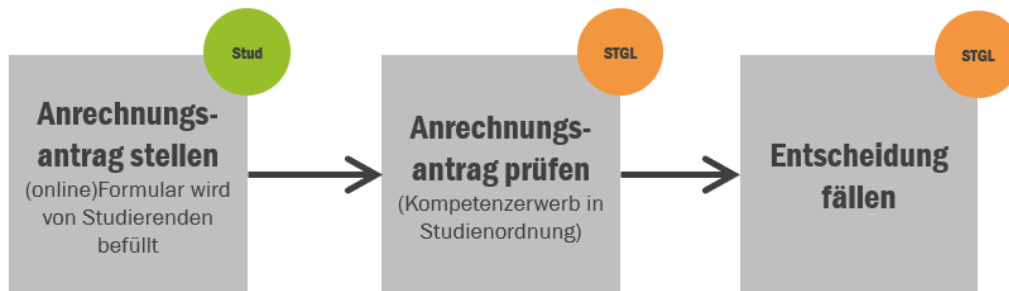 Stud
Anrechnungs-
antrag stellen
(online)Formular wird
von Studierenden
befüllt
STGL
Anrechnungs-
antrag prüfen
(Kompetenzerwerb in
Studienordnung)
STGL
Entscheidung
fällen